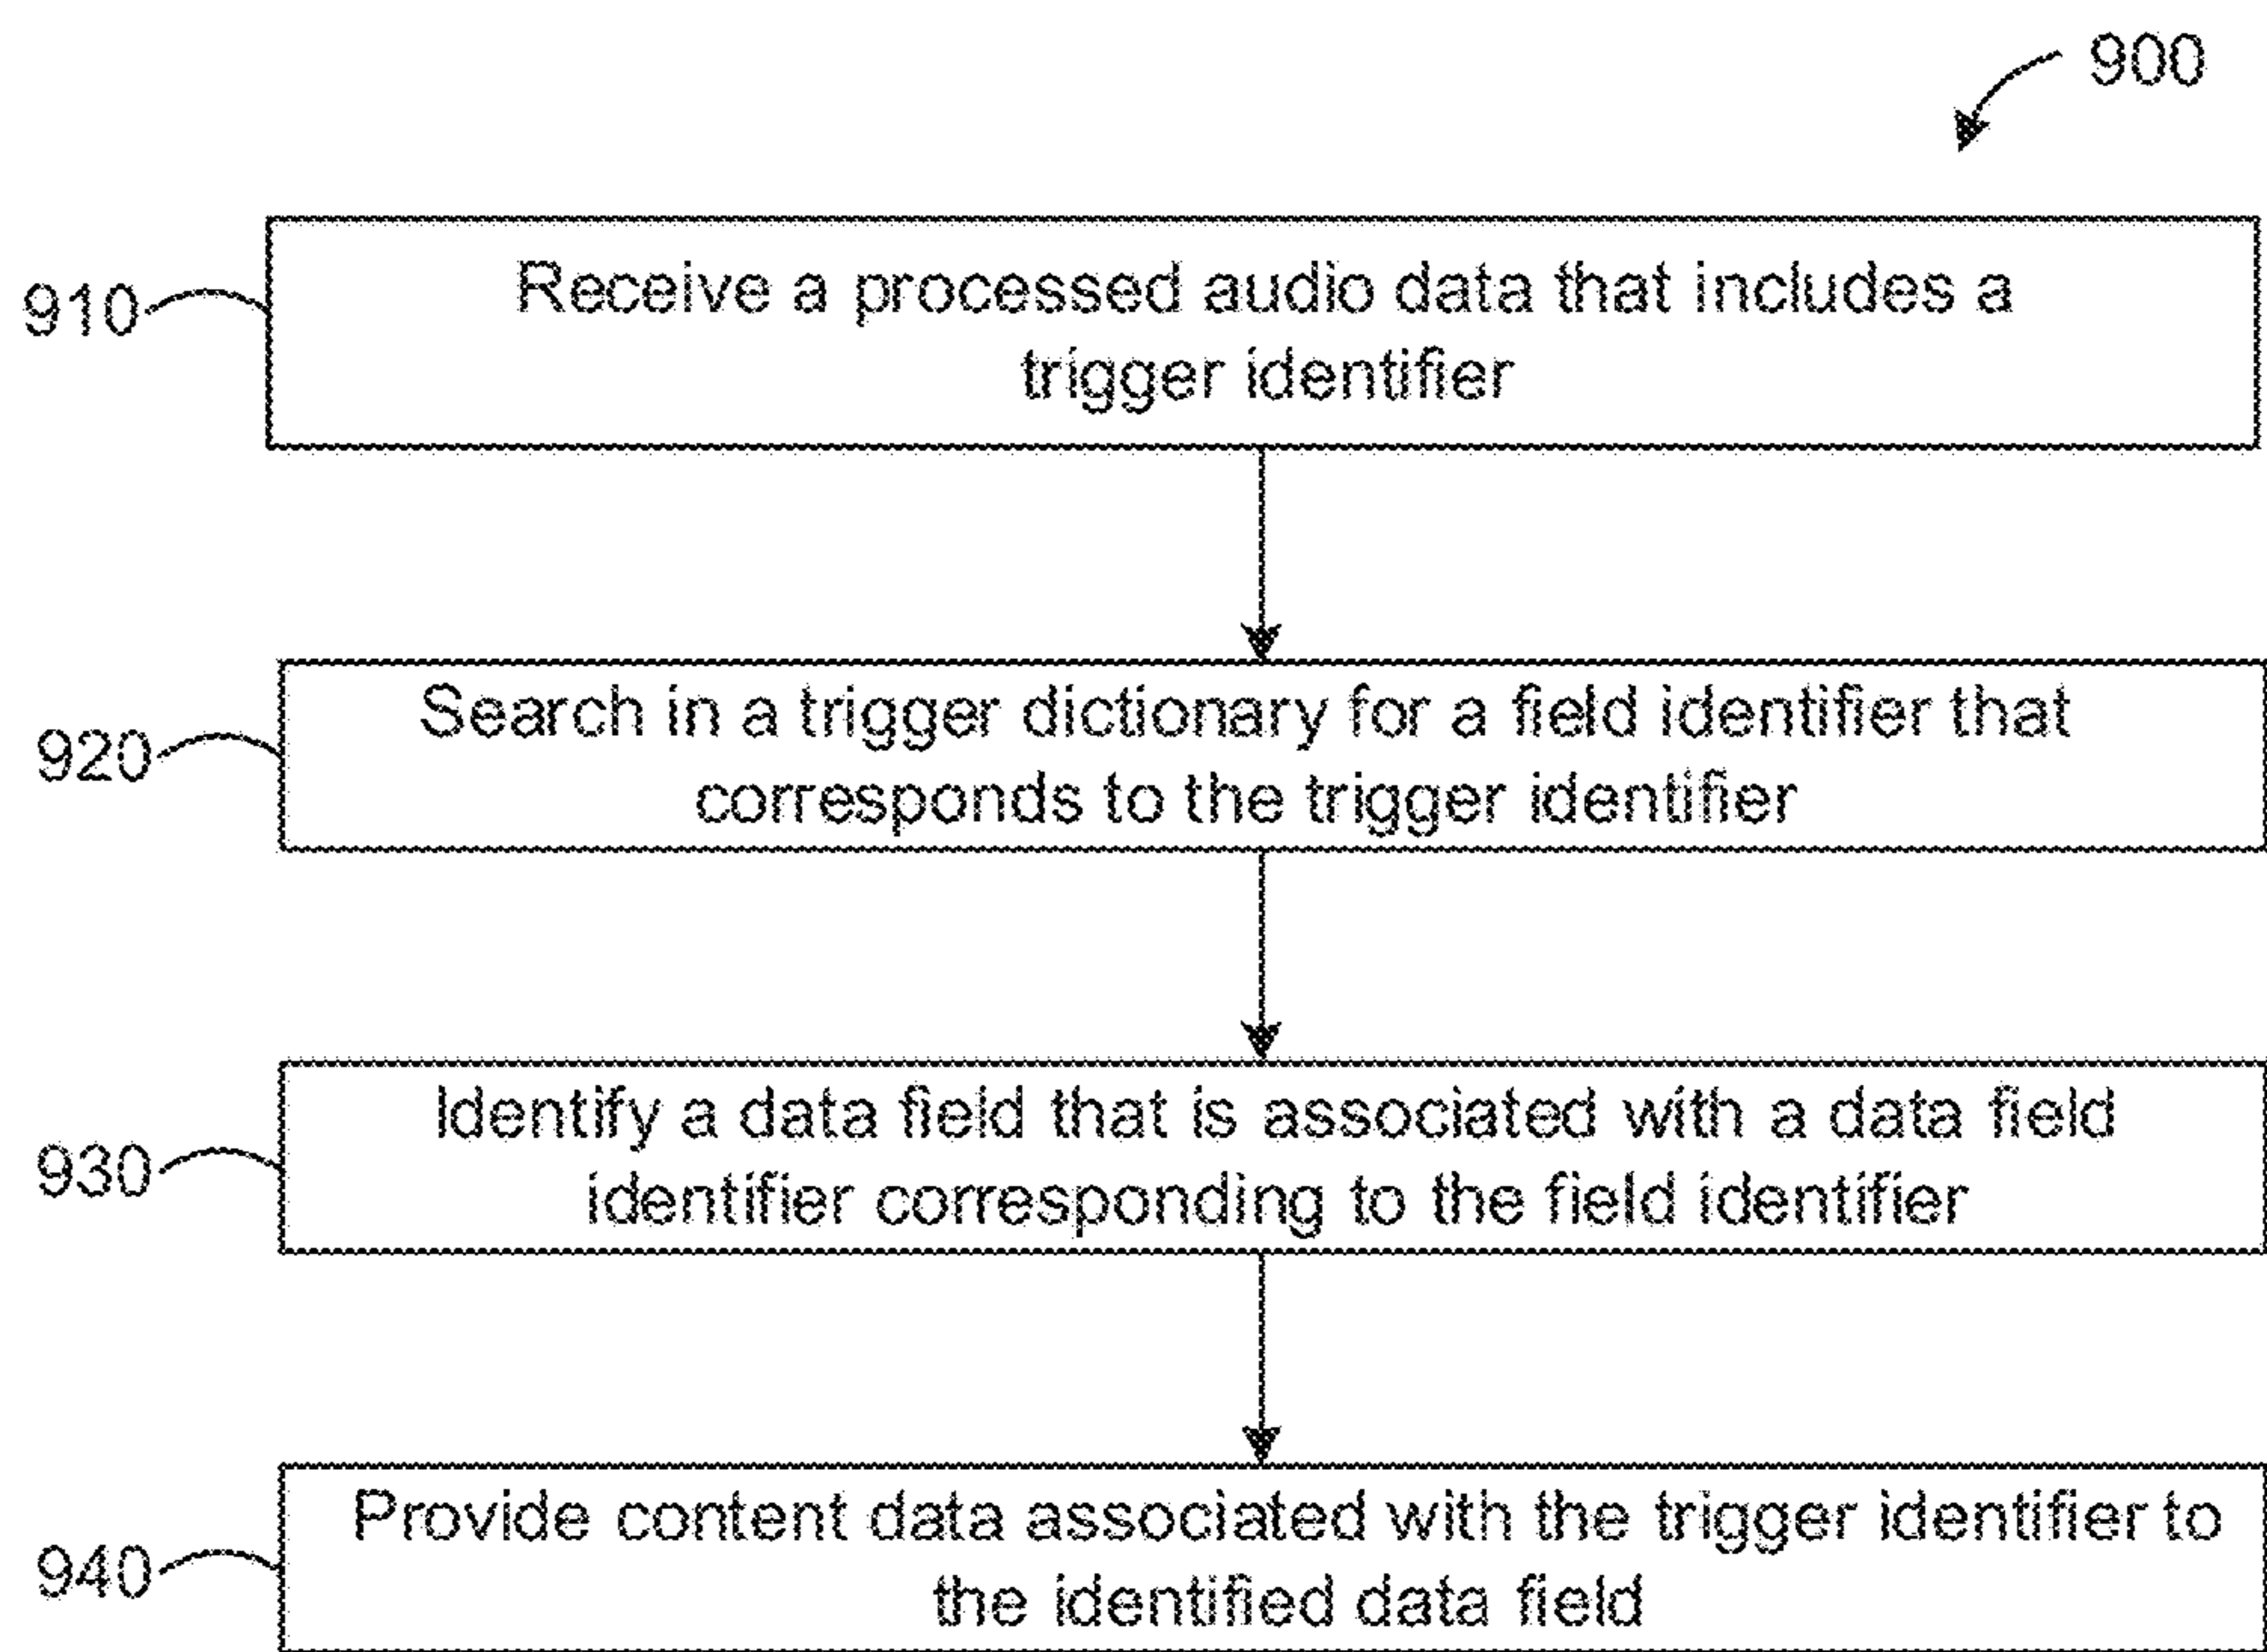 900
910
Receive a processed audio data that includes a
trigger identifier
920
Search in a trigger dictionary for a field identifier that
corresponds to the trigger identifier
930
Identify a data field that is associated with a data field
identifier corresponding to the field identifier
940
Provide content data associated with the trigger identifier to
the identified data field